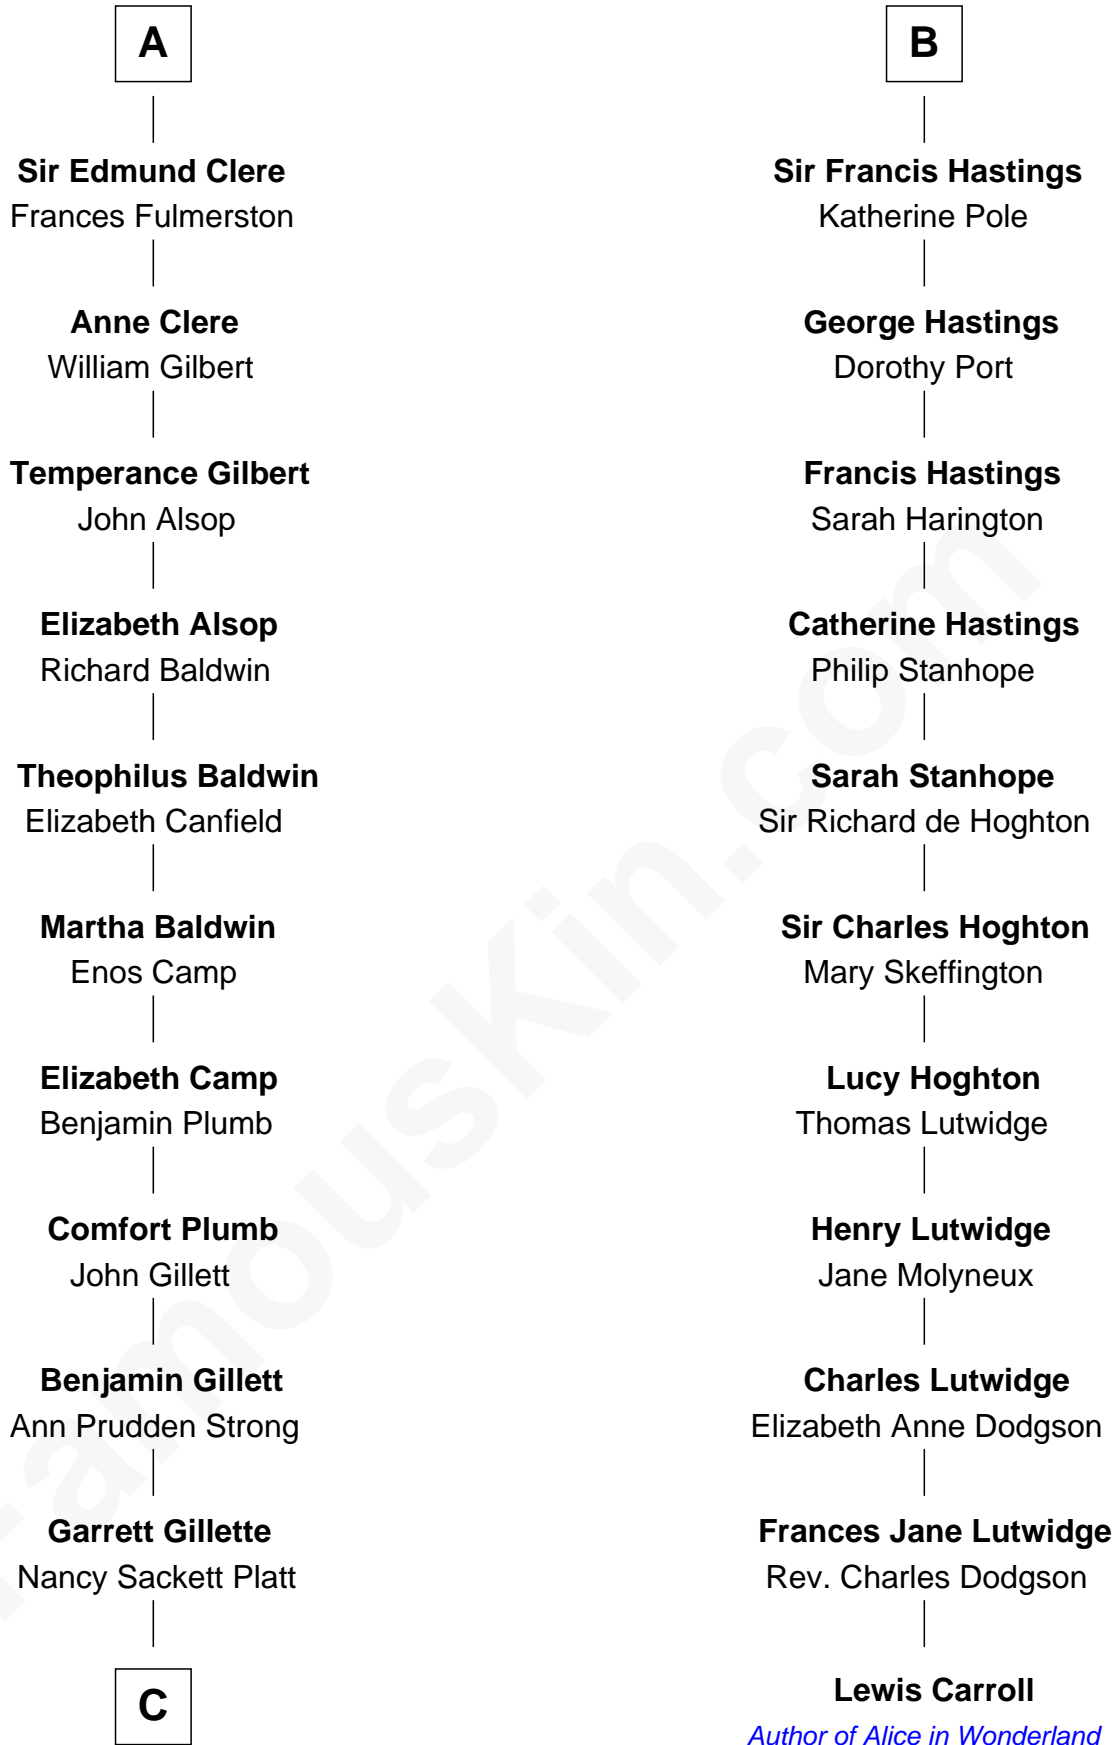 A
Sir Edmund Clere
Frances Fulmerston
Anne Clere
William Gilbert
Temperance Gilbert
John Alsop
Elizabeth Alsop
Richard Baldwin
Theophilus Baldwin
Elizabeth Canfield
Martha Baldwin
Enos Camp
Elizabeth Camp
Benjamin Plumb
Comfort Plumb
John Gillett
Benjamin Gillett
Ann Prudden Strong
Garrett Gillette
Nancy Sackett Platt
C
B
Sir Francis Hastings
Katherine Pole
George Hastings
Dorothy Port
Francis Hastings
Sarah Harington
Catherine Hastings
Philip Stanhope
Sarah Stanhope
Sir Richard de Hoghton
Sir Charles Hoghton
Mary Skeffington
Lucy Hoghton
Thomas Lutwidge
Henry Lutwidge
Jane Molyneux
Charles Lutwidge
Elizabeth Anne Dodgson
Frances Jane Lutwidge
Rev. Charles Dodgson
Lewis Carroll
Author of Alice in Wonderland
FamousKin.com